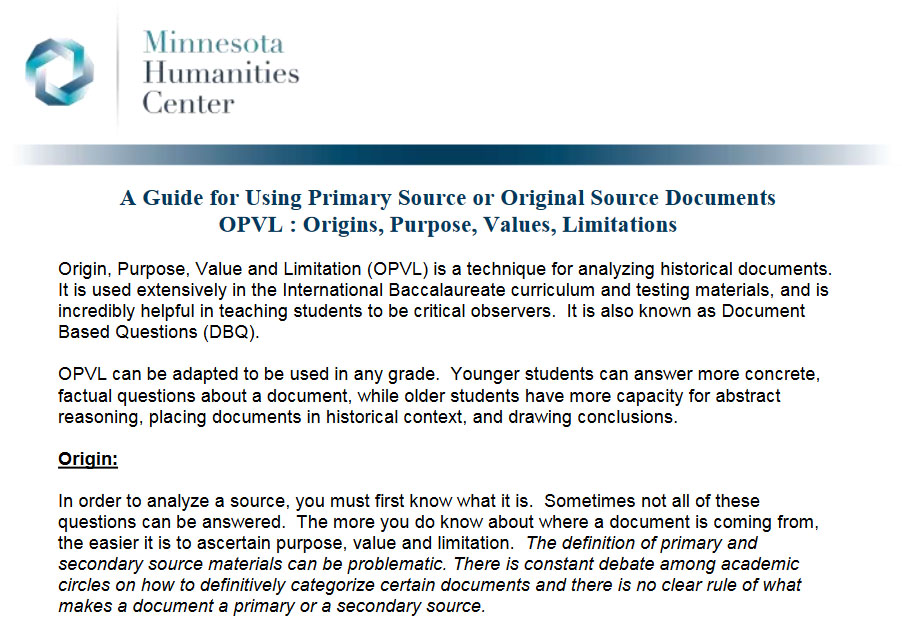 Minnesota
Humanities
Center
A Guide for Using Primary Source or Original Source Documents
OPVL : Origins, Purpose, Values, Limitations
Origin, Purpose, Value and Limitation (OPVL) is a technique for analyzing historical documents.
It is used extensively in the International Baccalaureate curriculum and testing materials, and is
incredibly helpful in teaching students to be critical observers.  It is also known as Document
Based Questions (DBQ).
OPVL can be adapted to be used in any grade.  Younger students can answer more concrete,
factual questions about a document, while older students have more capacity for abstract
reasoning, placing documents in historical context, and drawing conclusions.
Origin:
In order to analyze a source, you must first know what it is.  Sometimes not all of these
questions can be answered.  The more you do know about where a document is coming from,
the easier it is to ascertain purpose, value and limitation.  The definition of primary and
secondary source materials can be problematic. There is constant debate among academic
circles on how to definitively categorize certain documents and there is no clear rule of what
makes a document a primary or a secondary source.